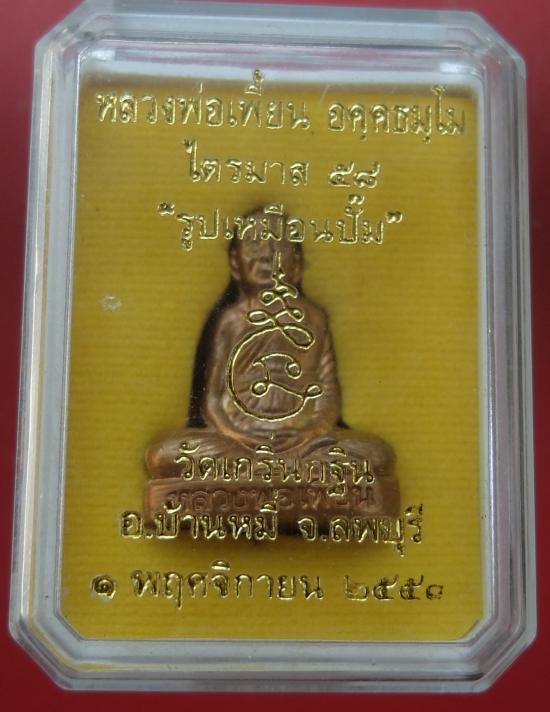 หลวงพ่อเพี้ยน อคฺคธมฺโม
ไตรมาส ๕๘
"รูปเหมือนปั๊ม"
วัดเกริ่นกฐิน
หลวงพ่อเพี้ยน
อ.บ้านหมี่ จ.ลพบุรี
๑ พฤศจิกายน ๒๕๕๘